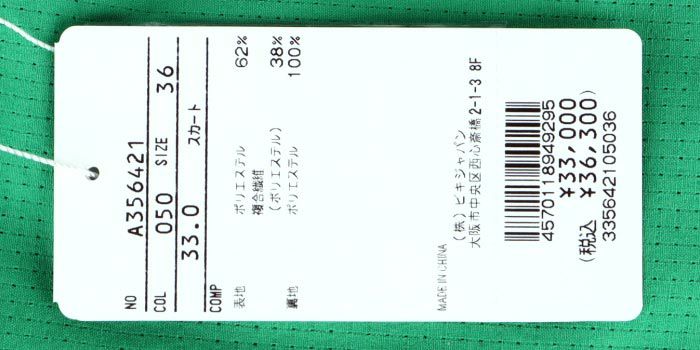 NO A356421
COL 050 SIZE 36
33.0 スカート
COMP
表地 ポリエステル 62%
複合繊維
(ポリエステル) 38%
裏地 ポリエステル 100%
MADE IN CHINA
(株)ビキジャパン
大阪市中央区西心斎橋2-1-3 8F
4570118949295
¥33,000
(税込 ¥36,300)
335642105036